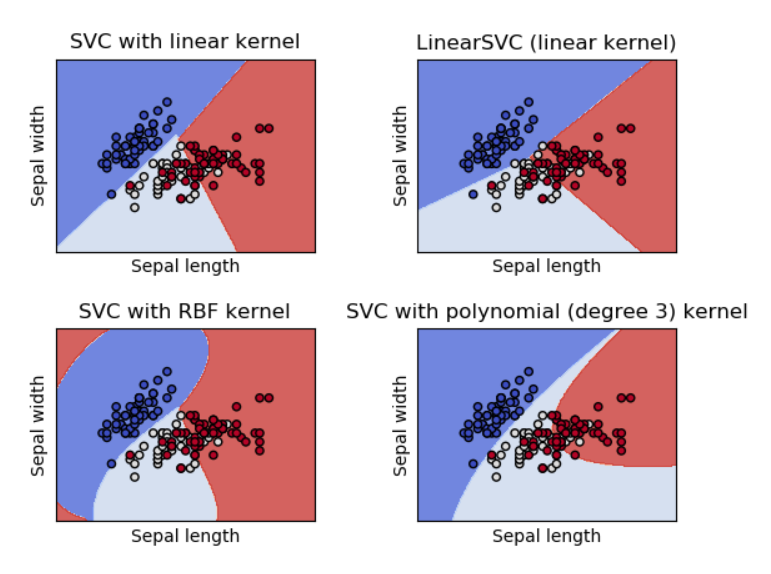 SVC with linear kernel
LinearSVC (linear kernel)
Sepal width
Sepal width
Sepal length
Sepal length
SVC with RBF kernel
SVC with polynomial (degree 3) kernel
Sepal width
Sepal width
Sepal length
Sepal length